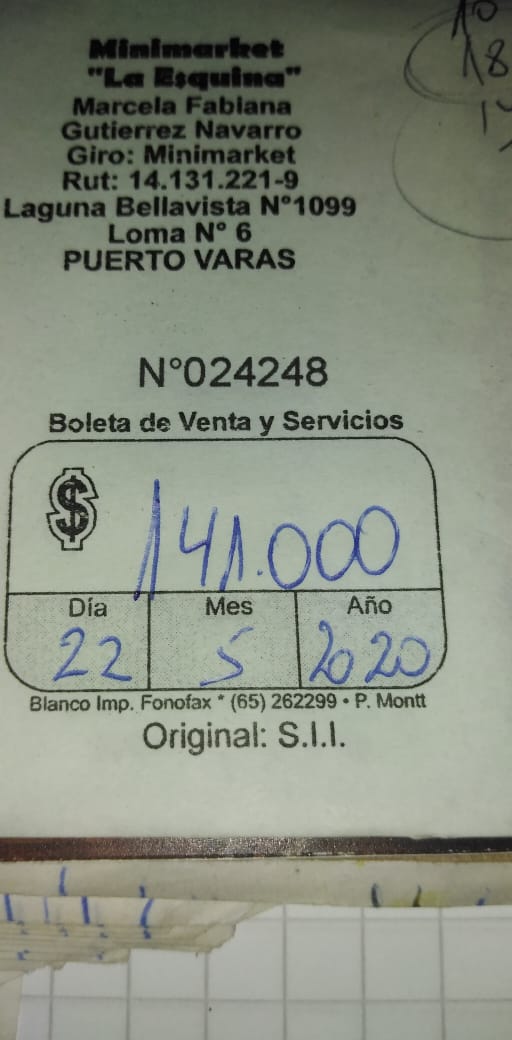 Minimarket
"La Esquina"
Marcela Fabiana
Gutierrez Navarro
Giro: Minimarket
Rut: 14.131.221-9
Laguna Bellavista N°1099
Loma N° 6
PUERTO VARAS
10
18
N°024248
Boleta de Venta y Servicios
$ 141.000
Día Mes Año
22 5 2020
Blanco Imp. Fonofax * (65) 262299 • P. Montt
Original: S.I.I.